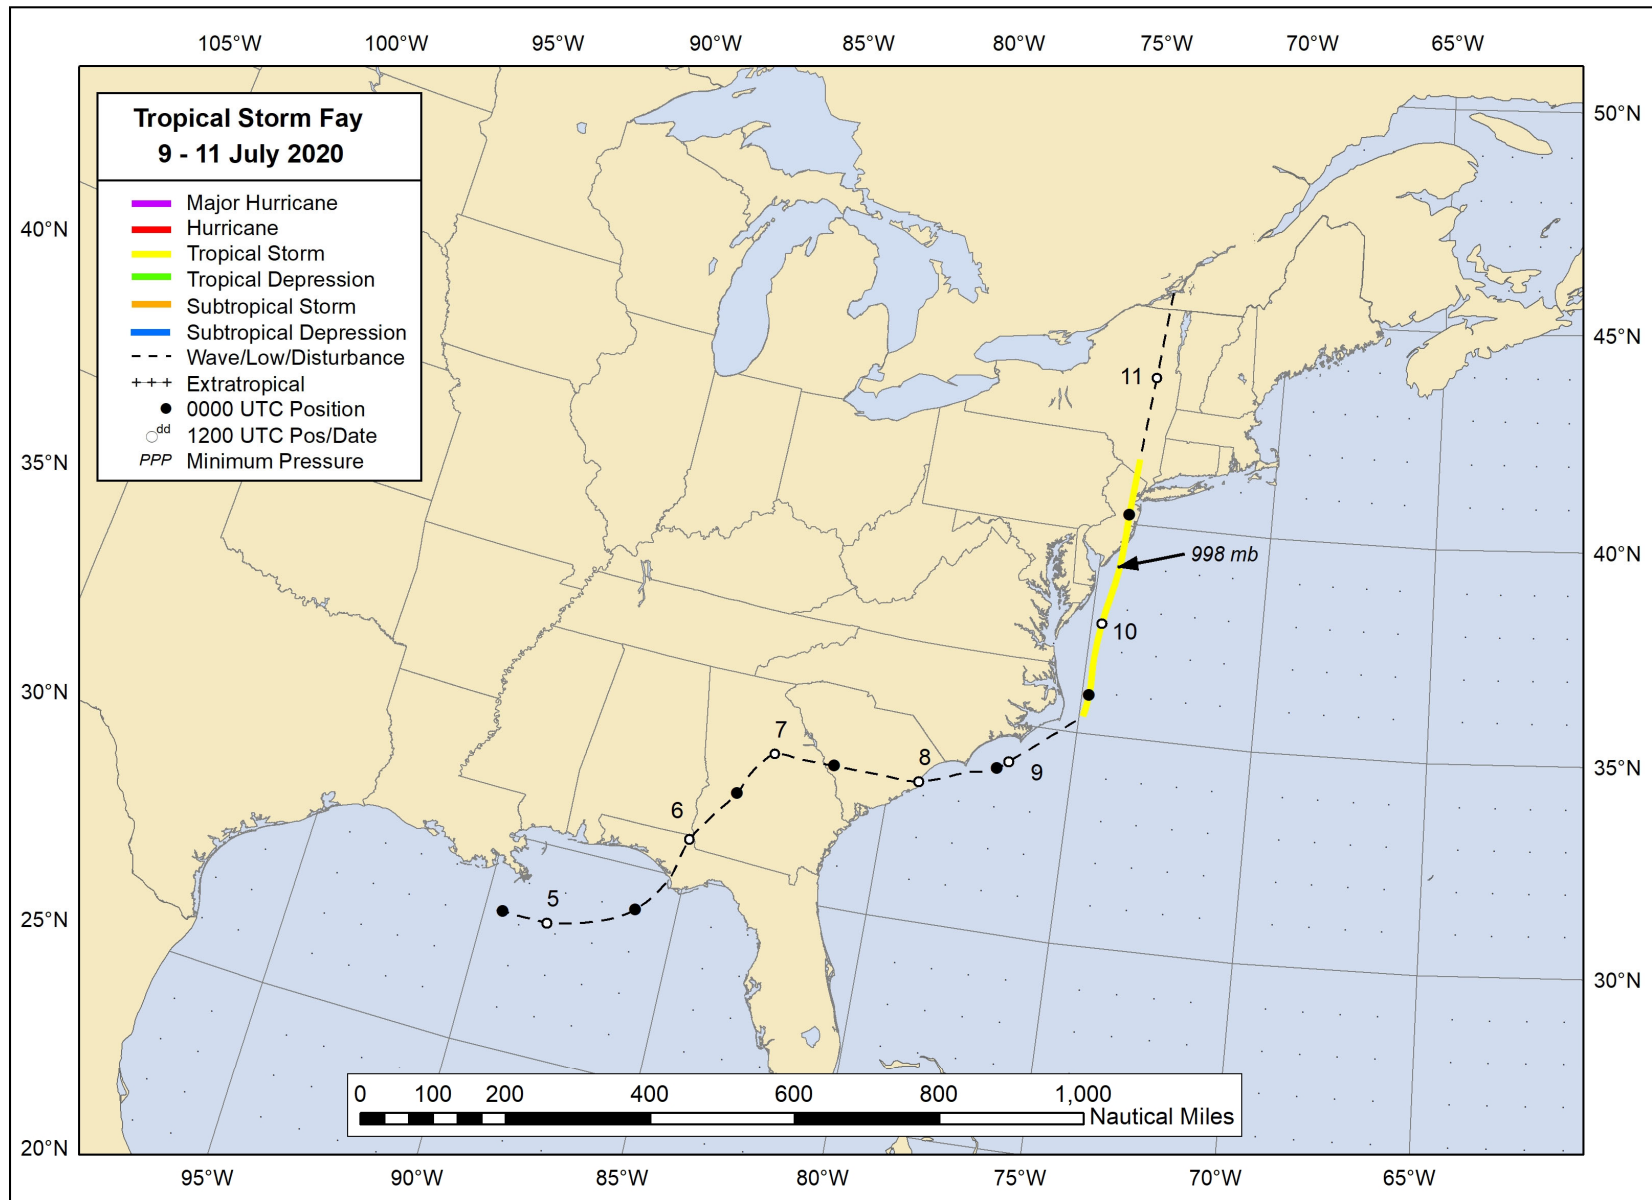 105°W 100°W 95°W 90°W 85°W 80°W 75°W 70°W 65°W
Tropical Storm Fay
9 - 11 July 2020
Major Hurricane
Hurricane
Tropical Storm
Tropical Depression
Subtropical Storm
Subtropical Depression
Wave/Low/Disturbance
+++ Extratropical
0000 UTC Position
dd 1200 UTC Pos/Date
PPP Minimum Pressure
40°N
35°N
30°N
25°N
20°N
50°N
45°N
40°N
35°N
30°N
11
998 mb
10
7
8
9
6
5
0 100 200 400 600 800 1,000
Nautical Miles
95°W 90°W 85°W 80°W 75°W 70°W 65°W